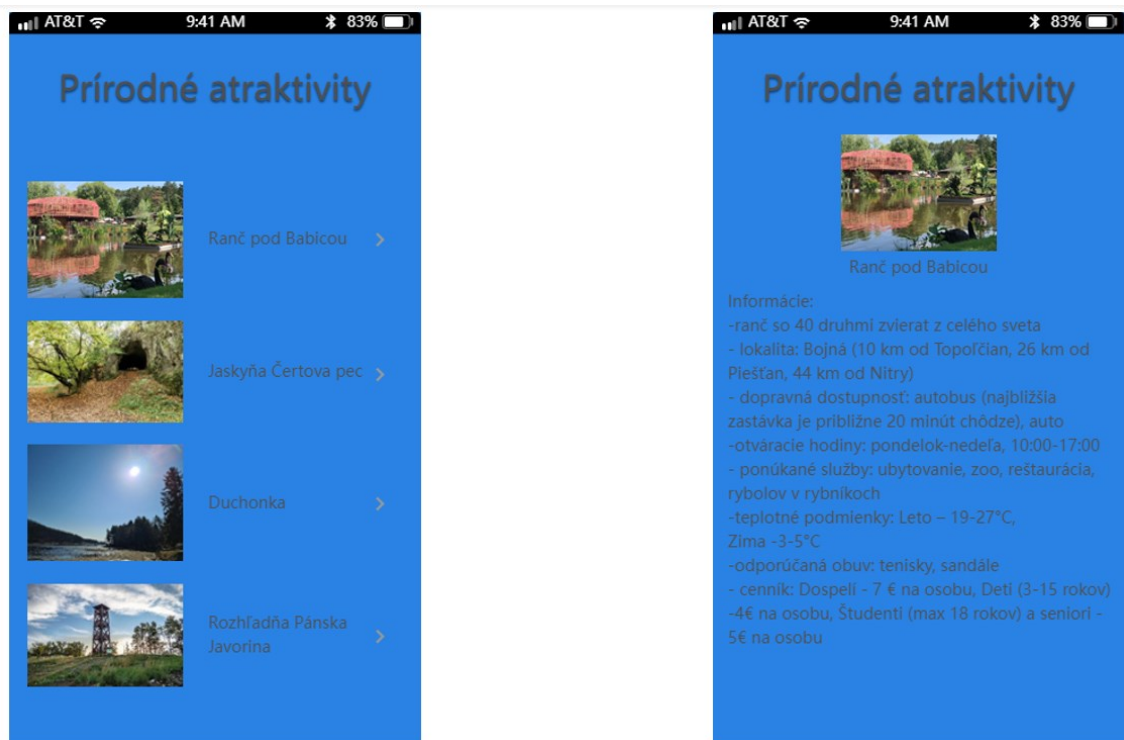 AT&T 9:41 AM 83%
Prírodné atraktivity
Ranč pod Babicou
Jaskyňa Čertova pec
Duchonka
Rozhľadňa Pánska
Javorina
AT&T 9:41 AM 83%
Prírodné atraktivity
Ranč pod Babicou
Informácie:
-ranč so 40 druhmi zvierat z celého sveta
- lokalita: Bojná (10 km od Topoľčian, 26 km od
Piešťan, 44 km od Nitry)
- dopravná dostupnosť: autobus (najbližšia
zastávka je približne 20 minút chôdze), auto
-otváracie hodiny: pondelok-nedeľa, 10:00-17:00
- ponúkané služby: ubytovanie, zoo, reštaurácia,
rybolov v rybníkoch
-teplotné podmienky: Leto – 19-27°C,
Zima -3-5°C
-odporúčaná obuv: tenisky, sandále
- cenník: Dospelí - 7 € na osobu, Deti (3-15 rokov)
-4€ na osobu, Študenti (max 18 rokov) a seniori -
5€ na osobu